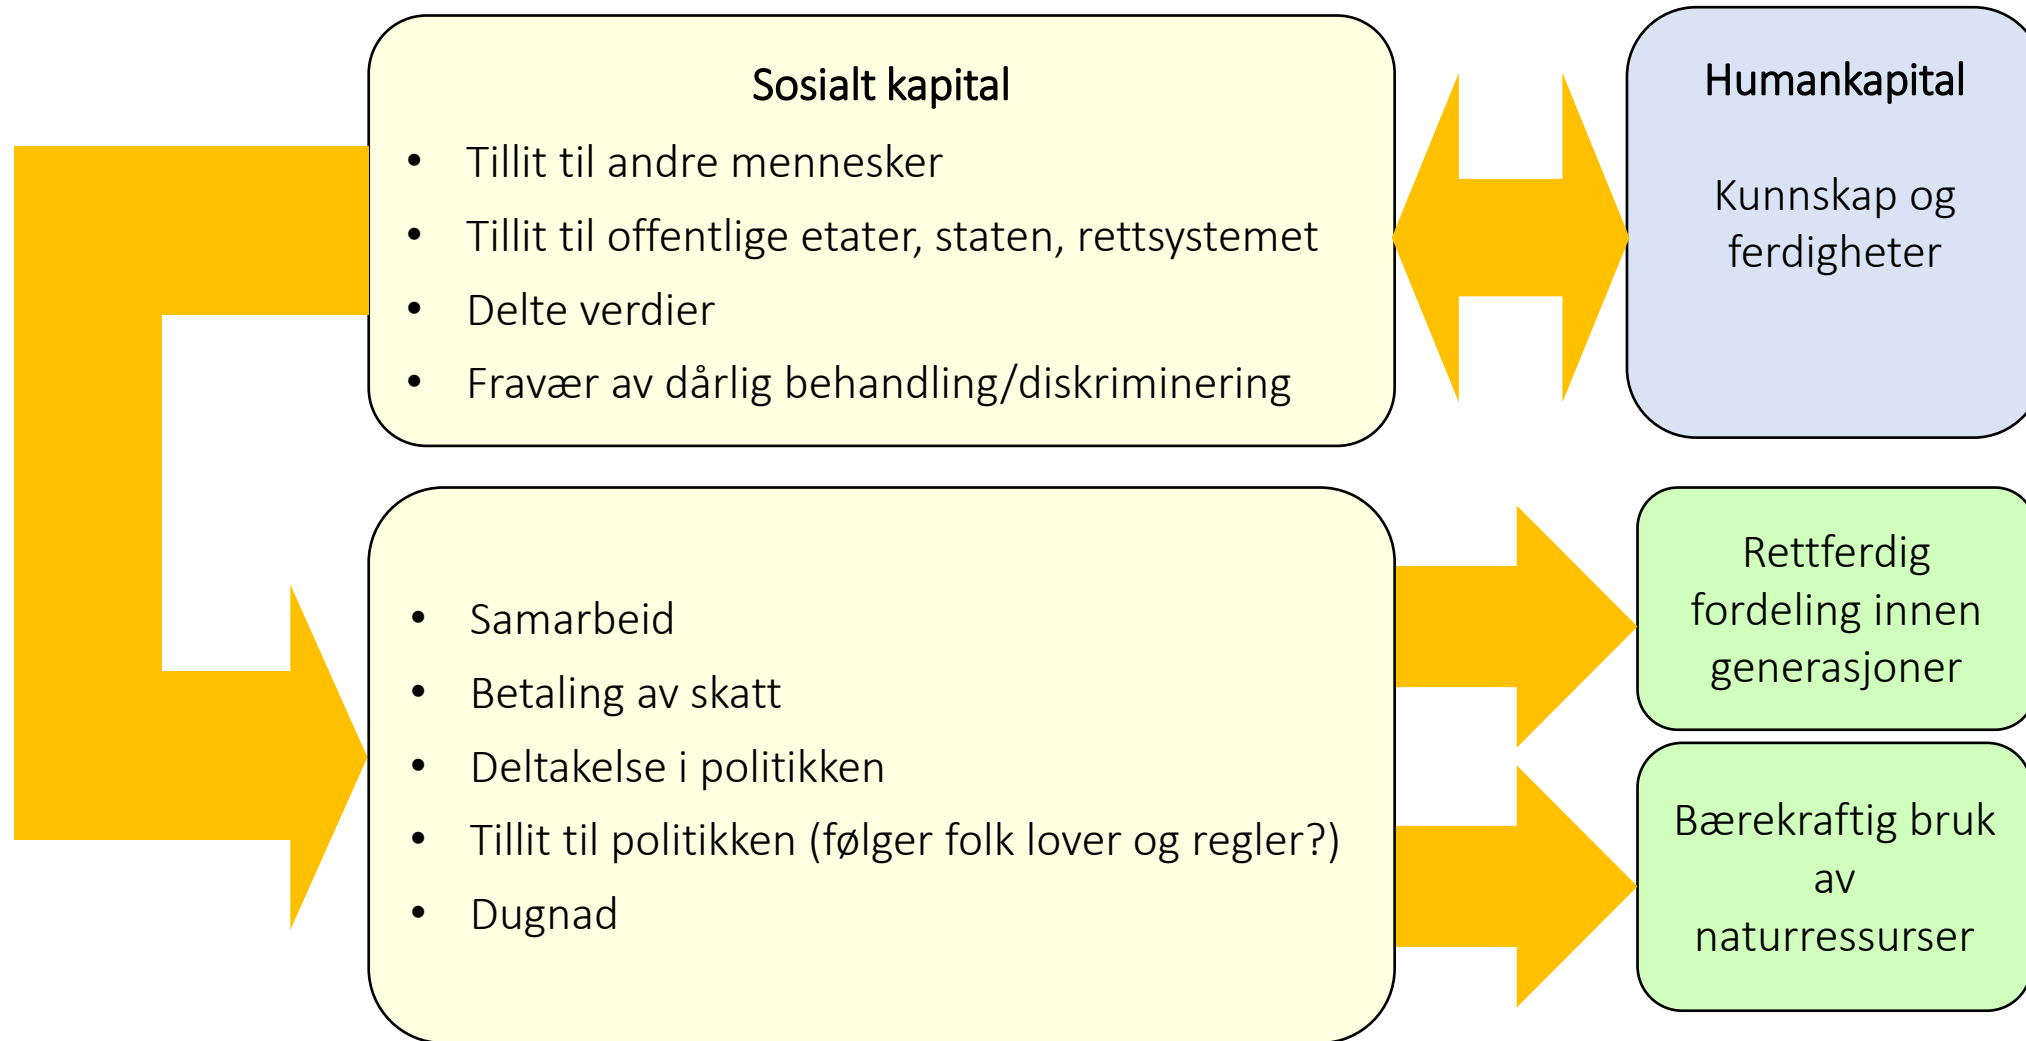 Sosialt kapital
• Tillit til andre mennesker
• Tillit til offentlige etater, staten, rettsystemet
• Delte verdier
• Fravær av dårlig behandling/diskriminering
Humankapital
Kunnskap og
ferdigheter
• Samarbeid
• Betaling av skatt
• Deltakelse i politikken
• Tillit til politikken (følger folk lover og regler?)
• Dugnad
Rettferdig
fordeling innen
generasjoner
Bærekraftig bruk
av
naturressurser